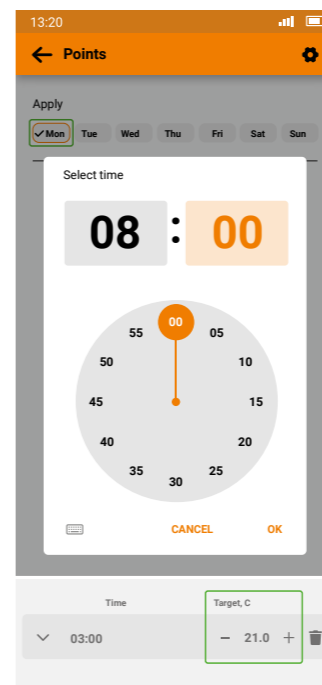 13:20
Points
Apply
Mon Tue Wed Thu Fri Sat Sun
Select time
08 : 00
00
55 05
50 10
45 15
40 20
35 25
30
CANCEL OK
Time Target, C
03:00 − 21.0 +